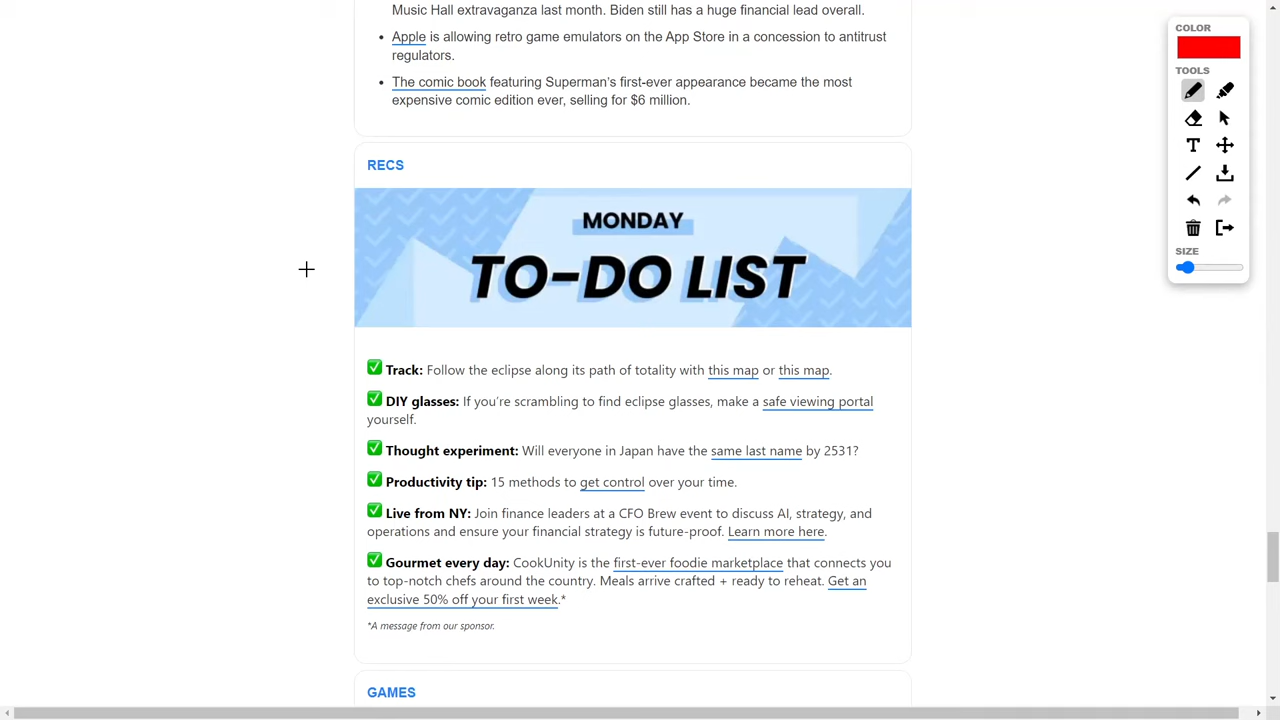 Music Hall extravaganza last month. Biden still has a huge financial lead overall.
• Apple is allowing retro game emulators on the App Store in a concession to antitrust
regulators.
• The comic book featuring Superman’s first-ever appearance became the most
expensive comic edition ever, selling for $6 million.
RECS
MONDAY
TO-DO LIST
✅ Track: Follow the eclipse along its path of totality with this map or this map.
✅ DIY glasses: If you’re scrambling to find eclipse glasses, make a safe viewing portal
yourself.
✅ Thought experiment: Will everyone in Japan have the same last name by 2531?
✅ Productivity tip: 15 methods to get control over your time.
✅ Live from NY: Join finance leaders at a CFO Brew event to discuss AI, strategy, and
operations and ensure your financial strategy is future-proof. Learn more here.
✅ Gourmet every day: CookUnity is the first-ever foodie marketplace that connects you
to top-notch chefs around the country. Meals arrive crafted + ready to reheat. Get an
exclusive 50% off your first week.*
*A message from our sponsor.
GAMES
COLOR
TOOLS
T
SIZE